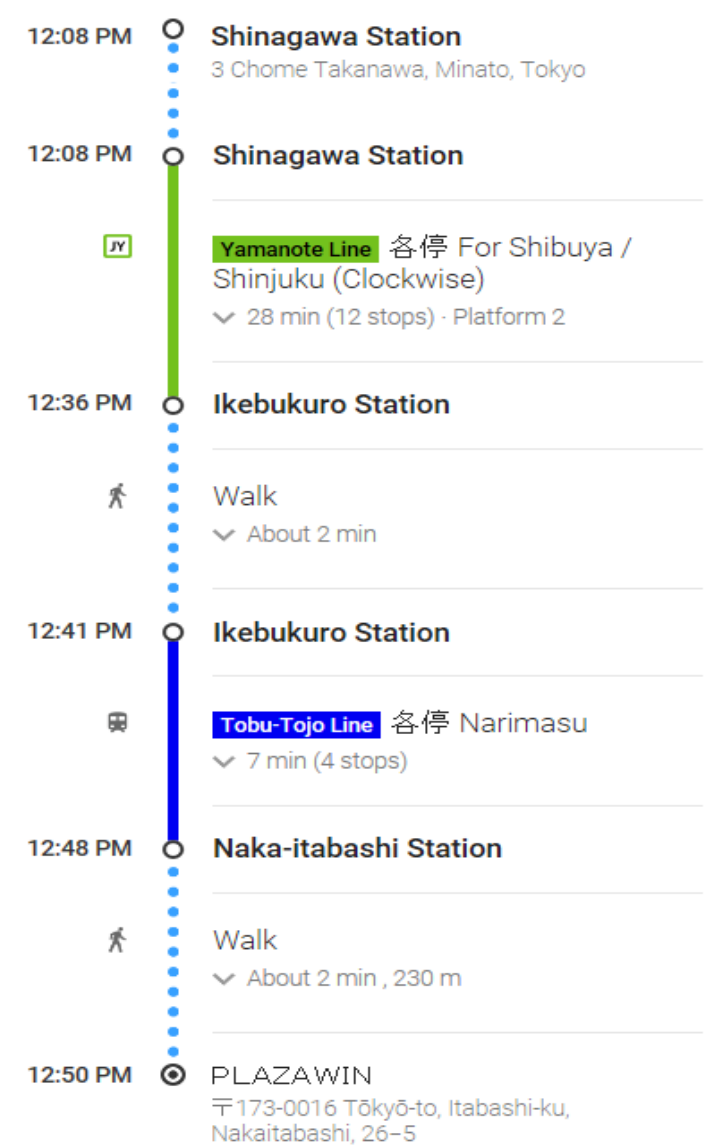 12:08 PM Shinagawa Station
3 Chome Takanawa, Minato, Tokyo
12:08 PM Shinagawa Station
JY Yamanote Line 各停 For Shibuya /
Shinjuku (Clockwise)
28 min (12 stops) · Platform 2
12:36 PM Ikebukuro Station
Walk
About 2 min
12:41 PM Ikebukuro Station
Tobu-Tojo Line 各停 Narimasu
7 min (4 stops)
12:48 PM Naka-itabashi Station
Walk
About 2 min , 230 m
12:50 PM PLAZAWIN
〒173-0016 Tōkyō-to, Itabashi-ku,
Nakaitabashi, 26−5